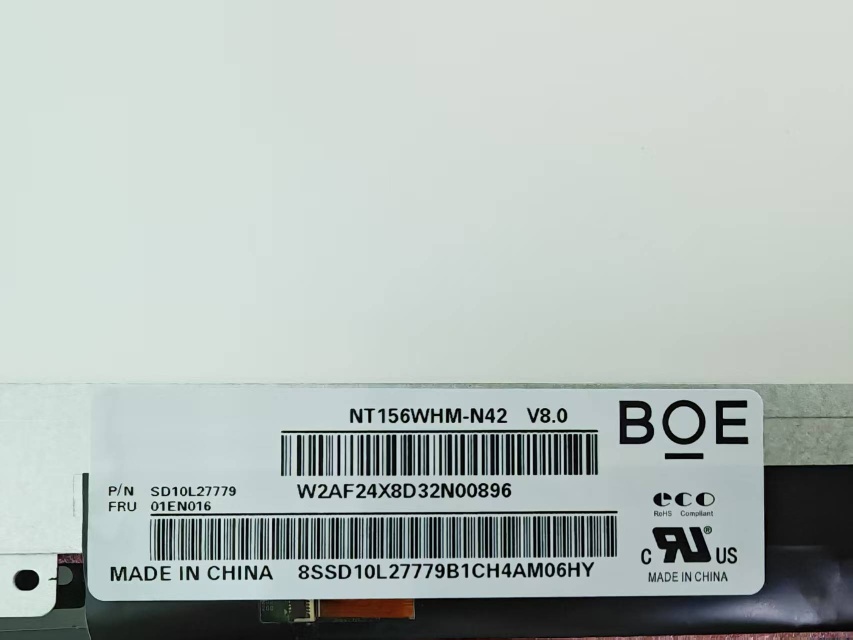 NT156WHM-N42 V8.0
BOE
P/N SD10L27779
W2AF24X8D32N00896
FRU 01EN016
eco
RoHS Compliant
C RU® US
MADE IN CHINA 8SSD10L27779B1CH4AM06HY
MADE IN CHINA